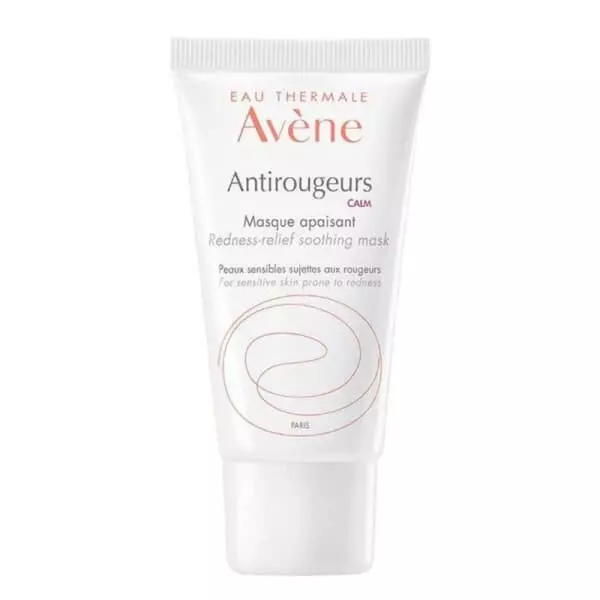 EAU THERMALE
Avène
Antirougeurs
CALM
Masque apaisant
Redness-relief soothing mask
Peaux sensibles sujettes aux rougeurs
For sensitive skin prone to redness
PARIS